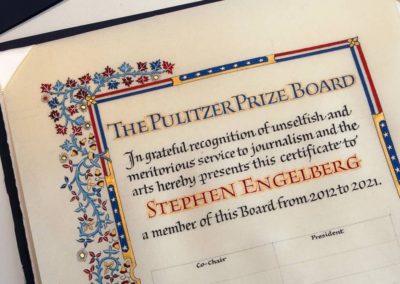 The Pulitzer Prize Board
In grateful recognition of unselfish and
meritorious service to journalism and the
arts hereby presents this certificate to
Stephen Engelberg
a member of this Board from 2012 to 2021.
Co-Chair
President